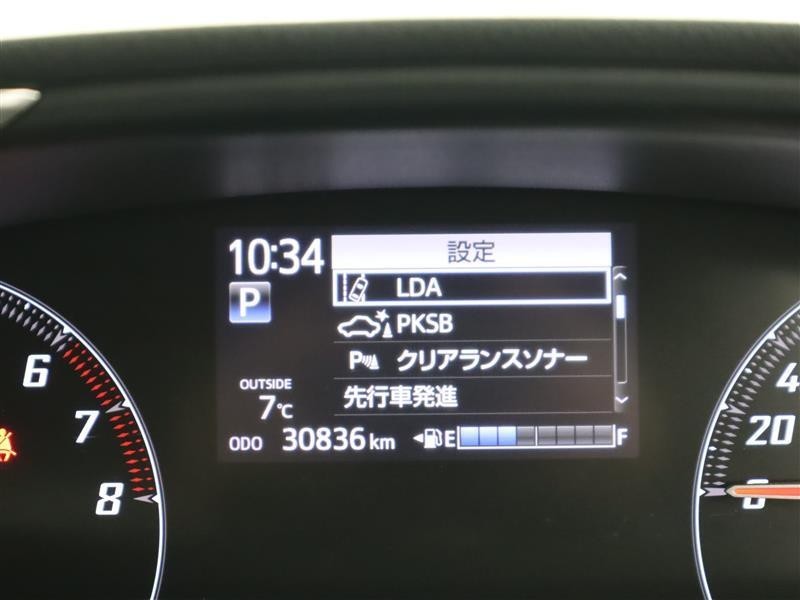 10:34
設定
P
LDA
PKSB
P クリアランスソナー
先行車発進
OUTSIDE
7℃
ODO 30836 km
E F
6
7
8
4
20
0